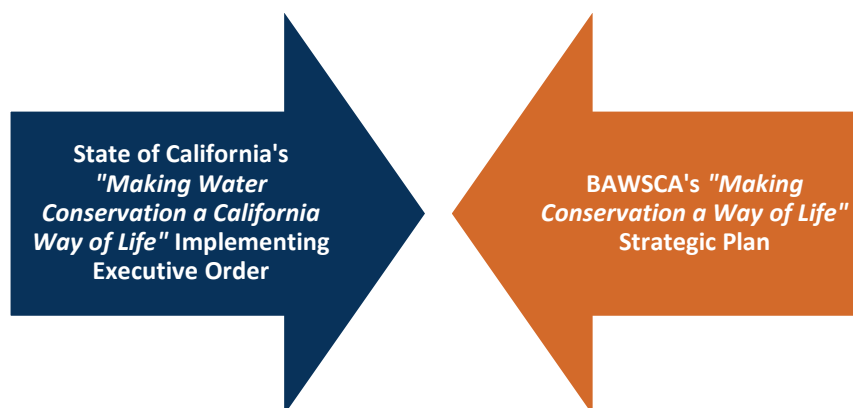 State of California's
"Making Water
Conservation a California
Way of Life" Implementing
Executive Order
BAWSCA's "Making
Conservation a Way of Life"
Strategic Plan